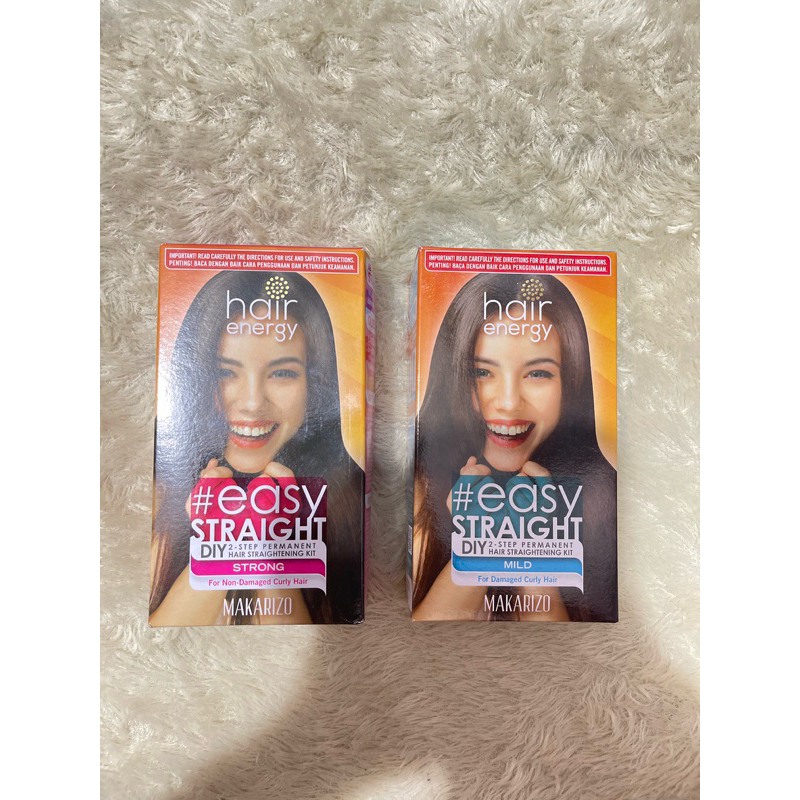 IMPORTANT! READ CAREFULLY THE DIRECTIONS FOR USE AND SAFETY INSTRUCTIONS.
PENTING! BACA DENGAN BAIK CARA PENGGUNAAN DAN PETUNJUK KEAMANAN.
hair
energy
#easy
STRAIGHT
DIY 2-STEP PERMANENT
HAIR STRAIGHTENING KIT
STRONG
For Non-Damaged Curly Hair
MAKARIZO
IMPORTANT! READ CAREFULLY THE DIRECTIONS FOR USE AND SAFETY INSTRUCTIONS.
PENTING! BACA DENGAN BAIK CARA PENGGUNAAN DAN PETUNJUK KEAMANAN.
hair
energy
#easy
STRAIGHT
DIY 2-STEP PERMANENT
HAIR STRAIGHTENING KIT
MILD
For Damaged Curly Hair
MAKARIZO